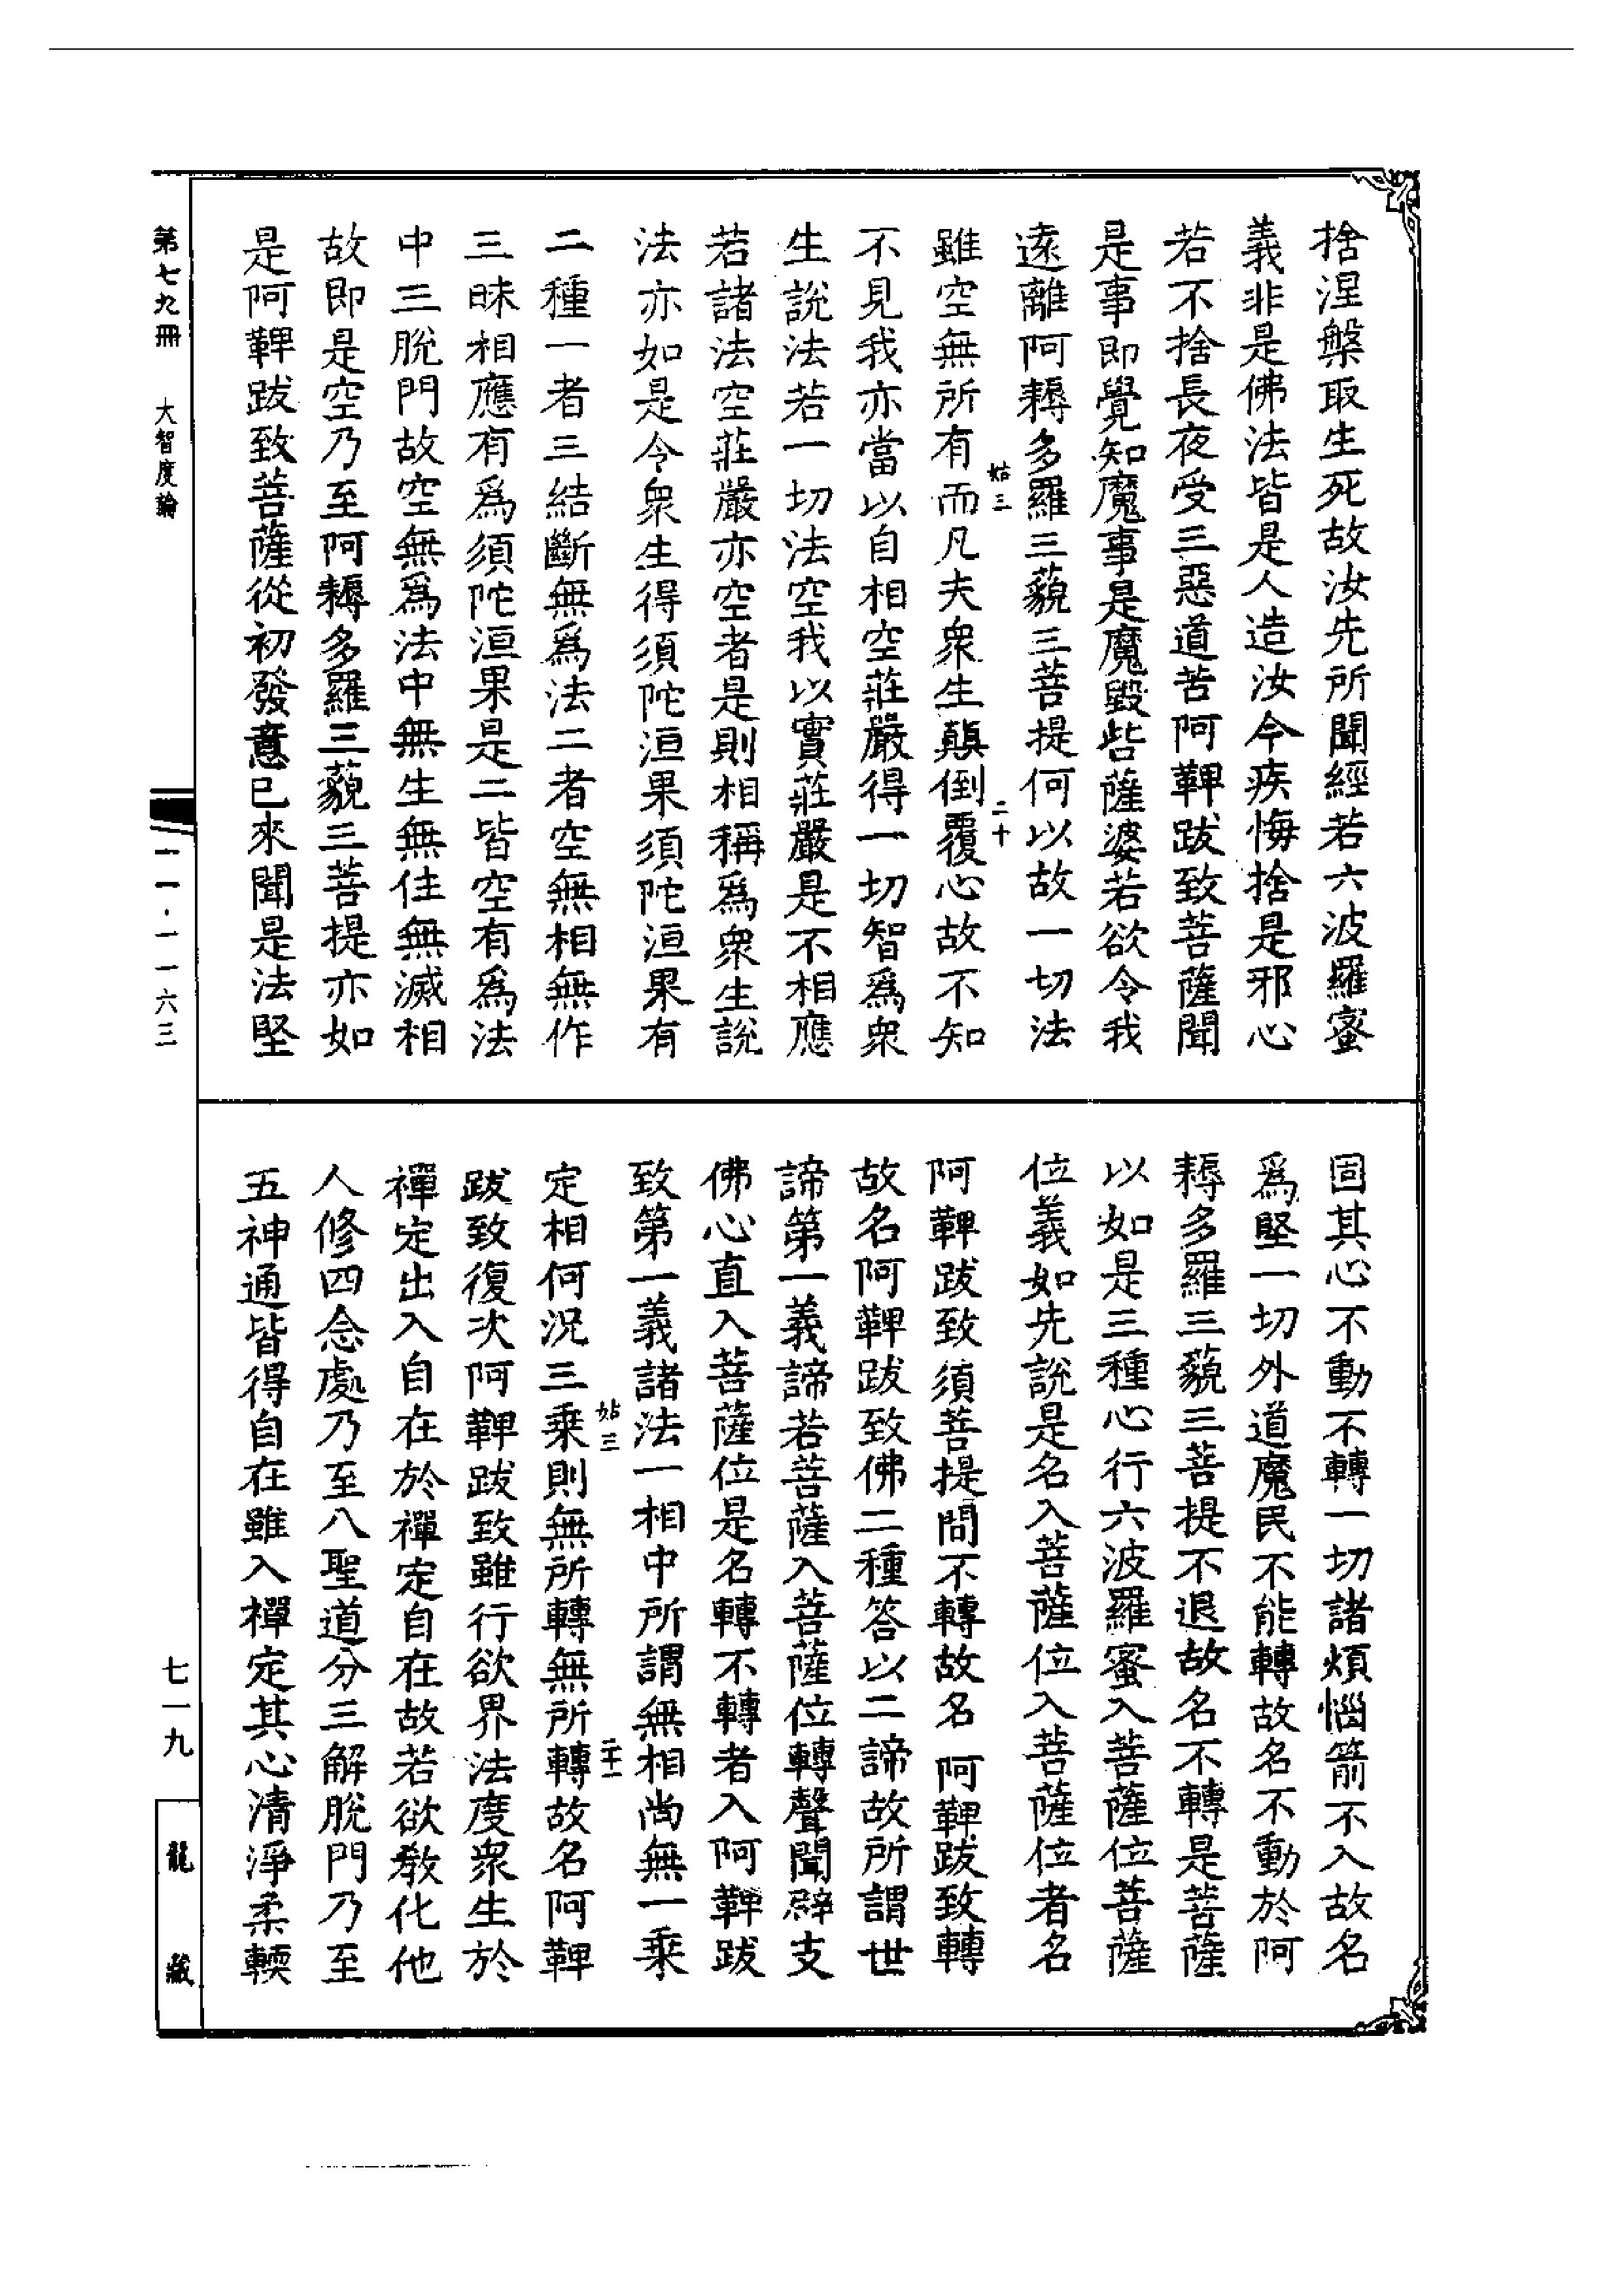 捨涅槃取生死故汝先所聞經若六波羅蜜
義非是佛法皆是人造汝今疾悔捨是邪心
若不捨長夜受三惡道苦阿鞞跋致菩薩聞
是事即覺知魔事是魔毀呰薩婆若欲令我
遠離阿耨多羅三藐三菩提何以故一切法
姑三
二十
雖空無所有而凡夫衆生顛倒覆心故不知
不見我亦當以自相空莊嚴得一切智爲衆
生說法若一切法空我以實莊嚴是不相應
若諸法空莊嚴亦空者是則相稱爲衆生說
法亦如是令衆生得須陀洹果須陀洹果有
二種一者三結斷無爲法二者空無相無作
三昧相應有爲須陀洹果是二皆空有爲法
中三脫門故空無爲法中無生無住無滅相
故即是空乃至阿耨多羅三藐三菩提亦如
是阿鞞跋致菩薩從初發意已來聞是法堅
固其心不動不轉一切諸煩惱箭不入故名
爲堅一切外道魔民不能轉故名不動於阿
耨多羅三藐三菩提不退故名不轉是菩薩
以如是三種心行六波羅蜜入菩薩位菩薩
位義如先說是名入菩薩位入菩薩位者名
阿鞞跋致須菩提問不轉故名阿鞞跋致轉
故名阿鞞跋致佛二種答以二諦故所謂世
諦第一義諦若菩薩入菩薩位轉聲聞辟支
佛心直入菩薩位是名轉不轉者入阿鞞跋
致第一義諸法一相中所謂無相尚無一乘
姑三
二十一
定相何況三乘則無所轉無所轉故名阿鞞
跋致復次阿鞞跋致雖行欲界法度衆生於
禪定出入自在於禪定自在故若欲教化他
人修四念處乃至八聖道分三解脫門乃至
五神通皆得自在雖入禪定其心清淨柔輭
第七九冊 大智度論
一一·一一六三
七一九
龍藏